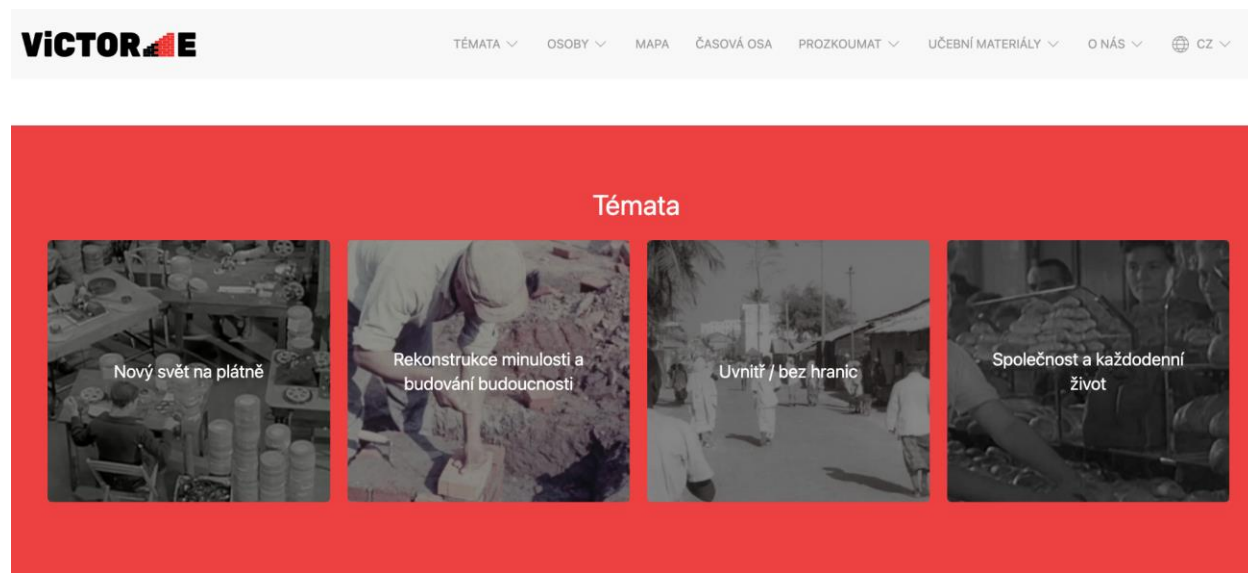 ViCTOR E
TÉMATA OSOBY MAPA ČASOVÁ OSA PROZKOUMAT UČEBNÍ MATERIÁLY O NÁS CZ
Témata
Nový svět na plátně
Rekonstrukce minulosti a
budování budoucnosti
Uvnitř / bez hranic
Společnost a každodenní
život